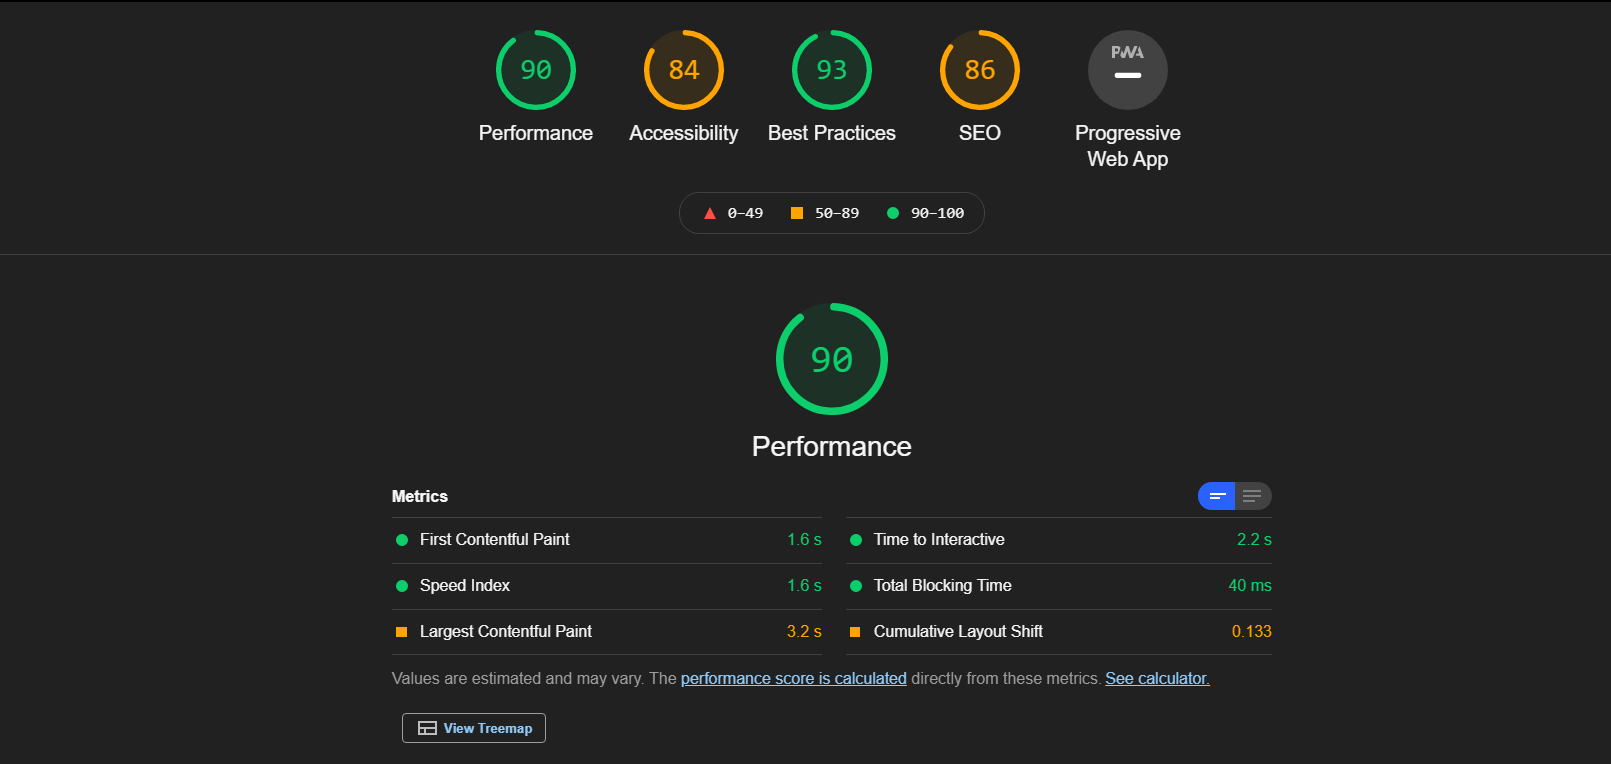 90
84
93
86
PWA
Performance
Accessibility
Best Practices
SEO
Progressive
Web App
0–49
50–89
90–100
90
Performance
Metrics
First Contentful Paint 1.6 s
Time to Interactive 2.2 s
Speed Index 1.6 s
Total Blocking Time 40 ms
Largest Contentful Paint 3.2 s
Cumulative Layout Shift 0.133
Values are estimated and may vary. The performance score is calculated directly from these metrics. See calculator.
View Treemap